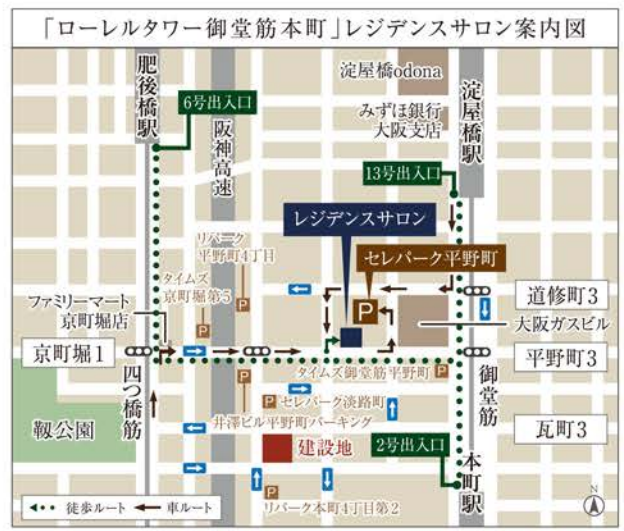 「ローレルタワー御堂筋本町」レジデンスサロン案内図
肥後橋駅
6号出入口
阪神高速
淀屋橋odona
みずほ銀行
大阪支店
淀屋橋駅
13号出入口
レジデンスサロン
セレパーク平野町
P
リパーク
平野町4丁目
P
タイムズ
京町堀第5
P
ファミリーマート
京町堀店
道修町3
大阪ガスビル
京町堀1
平野町3
タイムズ御堂筋平野町
P
四つ橋筋
御堂筋
P
セレパーク淡路町
P
井澤ビル平野町パーキング
靱公園
瓦町3
建設地
2号出入口
本町駅
P
リパーク本町4丁目第2
徒歩ルート
車ルート
N